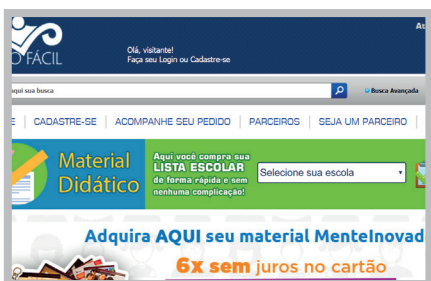 At
O FÁCIL
Olá, visitante!
Faça seu Login ou Cadastre-se
qui sua busca
Busca Avançada
E | CADASTRE-SE | ACOMPANHE SEU PEDIDO | PARCEIROS | SEJA UM PARCEIRO |
Material
Didático
Aqui você compra sua
LISTA ESCOLAR
de forma rápida e sem
nenhuma complicação!
Selecione sua escola
Adquira AQUI seu material MenteInovad
6x sem juros no cartão